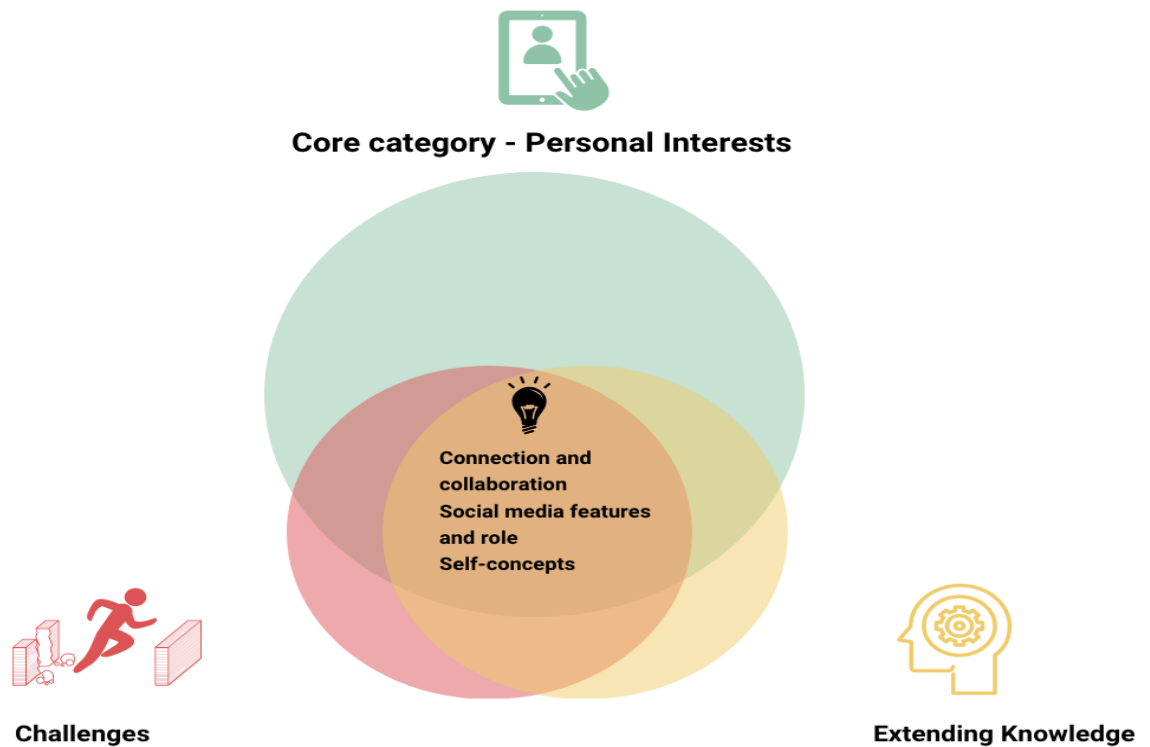 Core category - Personal Interests
Connection and
collaboration
Social media features
and role
Self-concepts
Challenges
Extending Knowledge